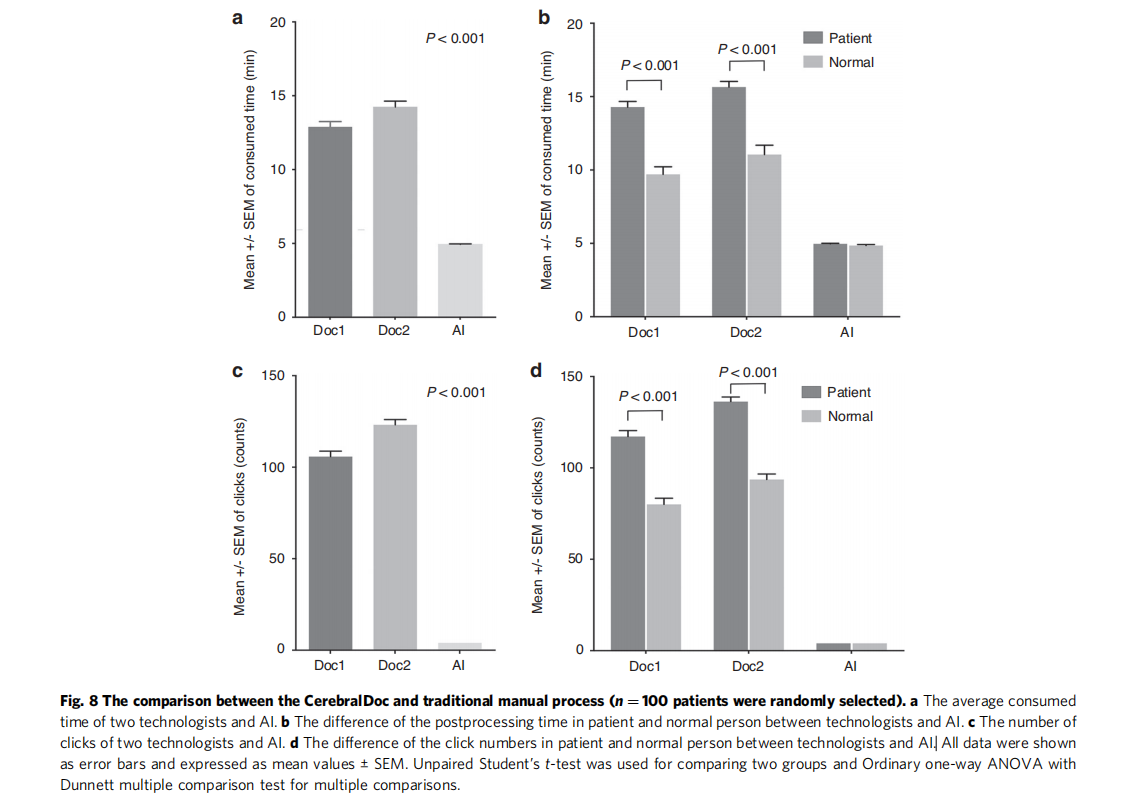 a
20
15
10
5
0
Mean +/- SEM of consumed time (min)
P < 0.001
Doc1 Doc2 AI
b
20
15
10
5
0
Mean +/- SEM of consumed time (min)
P < 0.001
P < 0.001
Patient
Normal
Doc1 Doc2 AI
c
150
100
50
0
Mean +/- SEM of clicks (counts)
P < 0.001
Doc1 Doc2 AI
d
150
100
50
0
Mean +/- SEM of clicks (counts)
P < 0.001
P < 0.001
Patient
Normal
Doc1 Doc2 AI
Fig. 8 The comparison between the CerebralDoc and traditional manual process (n = 100 patients were randomly selected). a The average consumed
time of two technologists and AI. b The difference of the postprocessing time in patient and normal person between technologists and AI. c The number of
clicks of two technologists and AI. d The difference of the click numbers in patient and normal person between technologists and AI. All data were shown
as error bars and expressed as mean values ± SEM. Unpaired Student's t-test was used for comparing two groups and Ordinary one-way ANOVA with
Dunnett multiple comparison test for multiple comparisons.